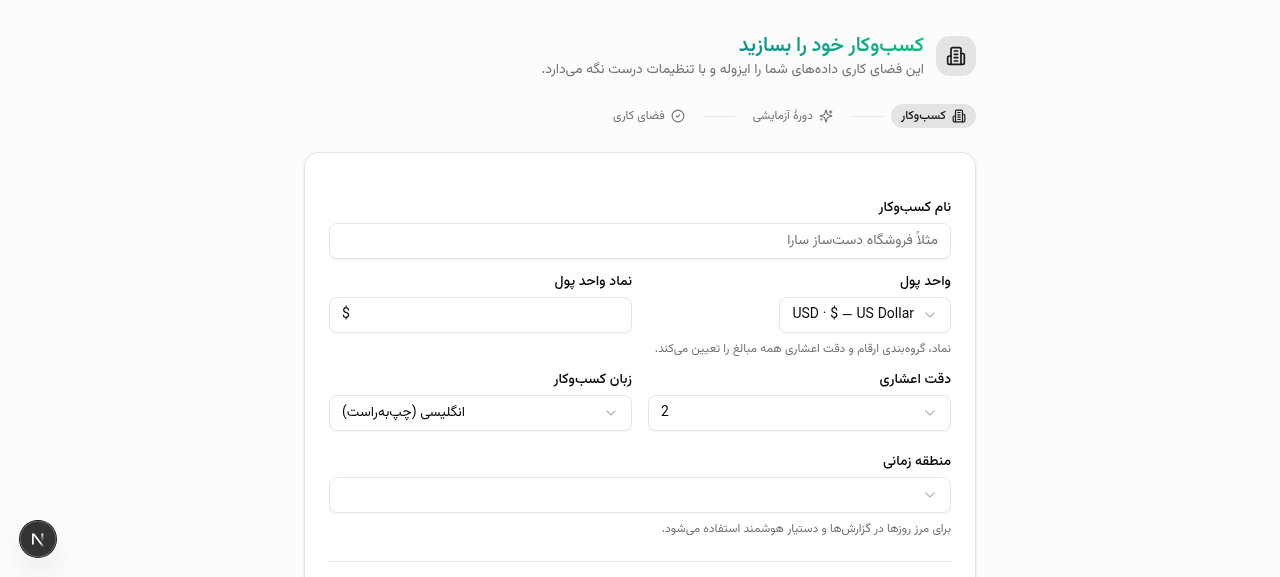 کسب‌وکار خود را بسازید
این فضای کاری داده‌های شما را ایزوله و با تنظیمات درست نگه می‌دارد.
کسب‌وکار
دورهٔ آزمایشی
فضای کاری
نام کسب‌وکار
مثلاً فروشگاه دست‌ساز سارا
واحد پول
نماد واحد پول
USD · $ — US Dollar
$
نماد، گروه‌بندی ارقام و دقت اعشاری همه مبالغ را تعیین می‌کند.
دقت اعشاری
زبان کسب‌وکار
2
انگلیسی (چپ‌به‌راست)
منطقه زمانی
برای مرز روزها در گزارش‌ها و دستیار هوشمند استفاده می‌شود.
N